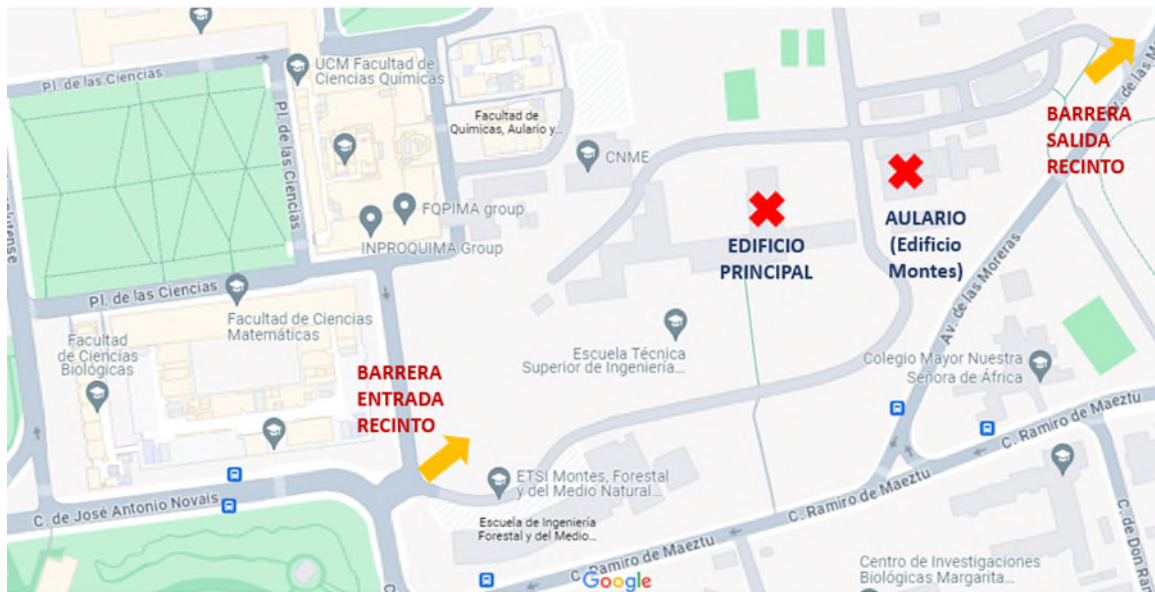 Pl. de las Ciencias
UCM Facultad de
Ciencias Químicas
Pl. de las Ciencias
Facultad de
Químicas, Aulario y...
CNME
FQPIMA group
INPROQUIMA Group
Pl. de las Ciencias
Facultad de Ciencias
Matemáticas
Facultad
de Ciencias
Biológicas
BARRERA
ENTRADA
RECINTO
C. de José Antonio Novais
EDIFICIO
PRINCIPAL
AULARIO
(Edificio
Montes)
BARRERA
SALIDA
RECINTO
Av. de las Moreras
Escuela Técnica
Superior de Ingeniería...
Colegio Mayor Nuestra
Señora de África
C. Ramiro de Maeztu
ETSI Montes, Forestal
y del Medio Natural...
Escuela de Ingeniería
Forestal y del Medio...
C. Ramiro de Maeztu
C. Ramiro de Maeztu
Google
Centro de Investigaciones
Biológicas Margarita...
C. de Don Ra